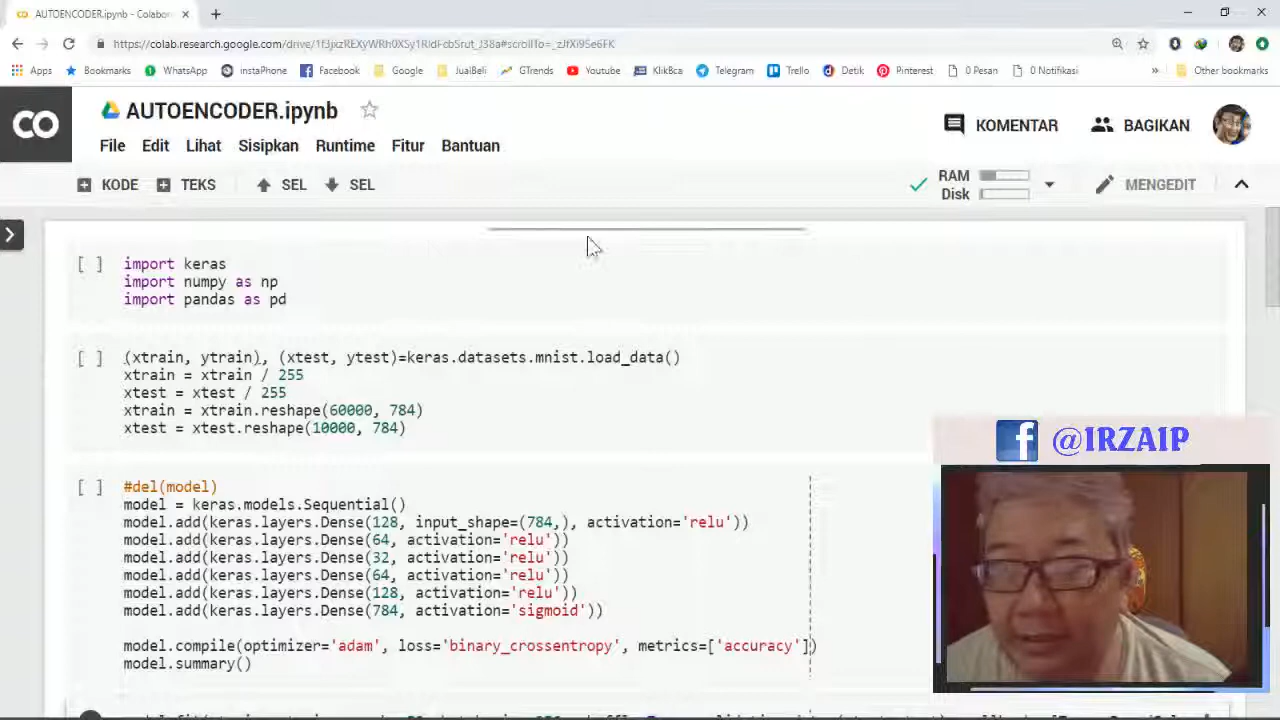 AUTOENCODER.ipynb - Colabor
https://colab.research.google.com/drive/1f3jxzREXyWRh0XSy1RldFcbSrut_J38a#scrollTo=_zJfXi9Se6FK
Apps Bookmarks WhatsApp instaPhone Facebook Google JualBeli GTrends Youtube KlikBca Telegram Trello Detik Pinterest 0 Pesan 0 Notifikasi » Other bookmarks
CO
AUTOENCODER.ipynb
KOMENTAR BAGIKAN
File Edit Lihat Sisipkan Runtime Fitur Bantuan
KODE TEKS SEL SEL
RAM
Disk
MENGEDIT
[ ] import keras
import numpy as np
import pandas as pd
[ ] (xtrain, ytrain), (xtest, ytest)=keras.datasets.mnist.load_data()
xtrain = xtrain / 255
xtest = xtest / 255
xtrain = xtrain.reshape(60000, 784)
xtest = xtest.reshape(10000, 784)
[ ] #del(model)
model = keras.models.Sequential()
model.add(keras.layers.Dense(128, input_shape=(784,), activation='relu'))
model.add(keras.layers.Dense(64, activation='relu'))
model.add(keras.layers.Dense(32, activation='relu'))
model.add(keras.layers.Dense(64, activation='relu'))
model.add(keras.layers.Dense(128, activation='relu'))
model.add(keras.layers.Dense(784, activation='sigmoid'))
model.compile(optimizer='adam', loss='binary_crossentropy', metrics=['accuracy'])
model.summary()
f @IRZAIP